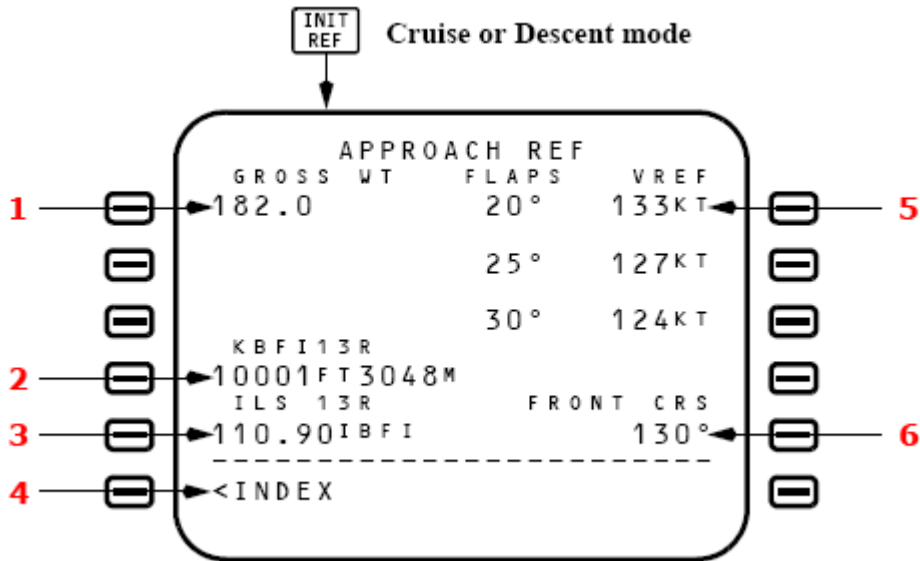 INIT REF Cruise or Descent mode
APPROACH REF
GROSS WT FLAPS VREF
1 182.0 20° 133KT 5
25° 127KT
30° 124KT
KBFI13R
2 10001FT3048M
ILS 13R FRONT CRS
3 110.90IBFI 130° 6
4 <INDEX